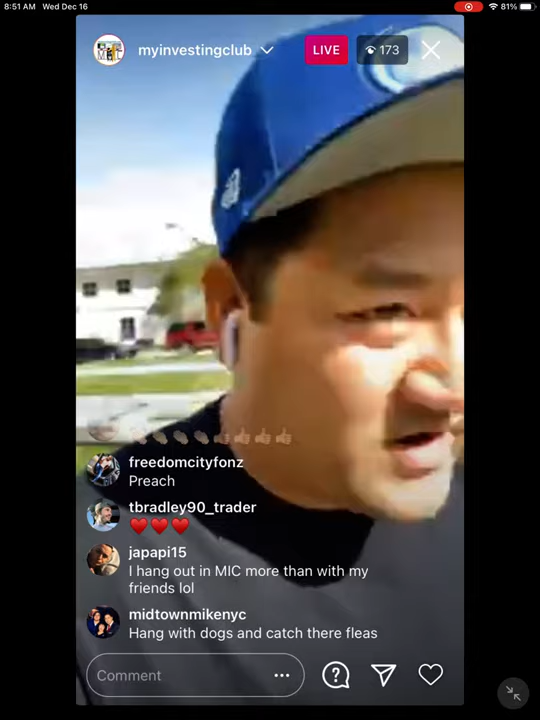 8:51 AM Wed Dec 16
81%
myinvestingclub
LIVE
173
freedomcityfonz
Preach
tbradley90_trader
japapi15
I hang out in MIC more than with my
friends lol
midtownmikenyc
Hang with dogs and catch there fleas
Comment